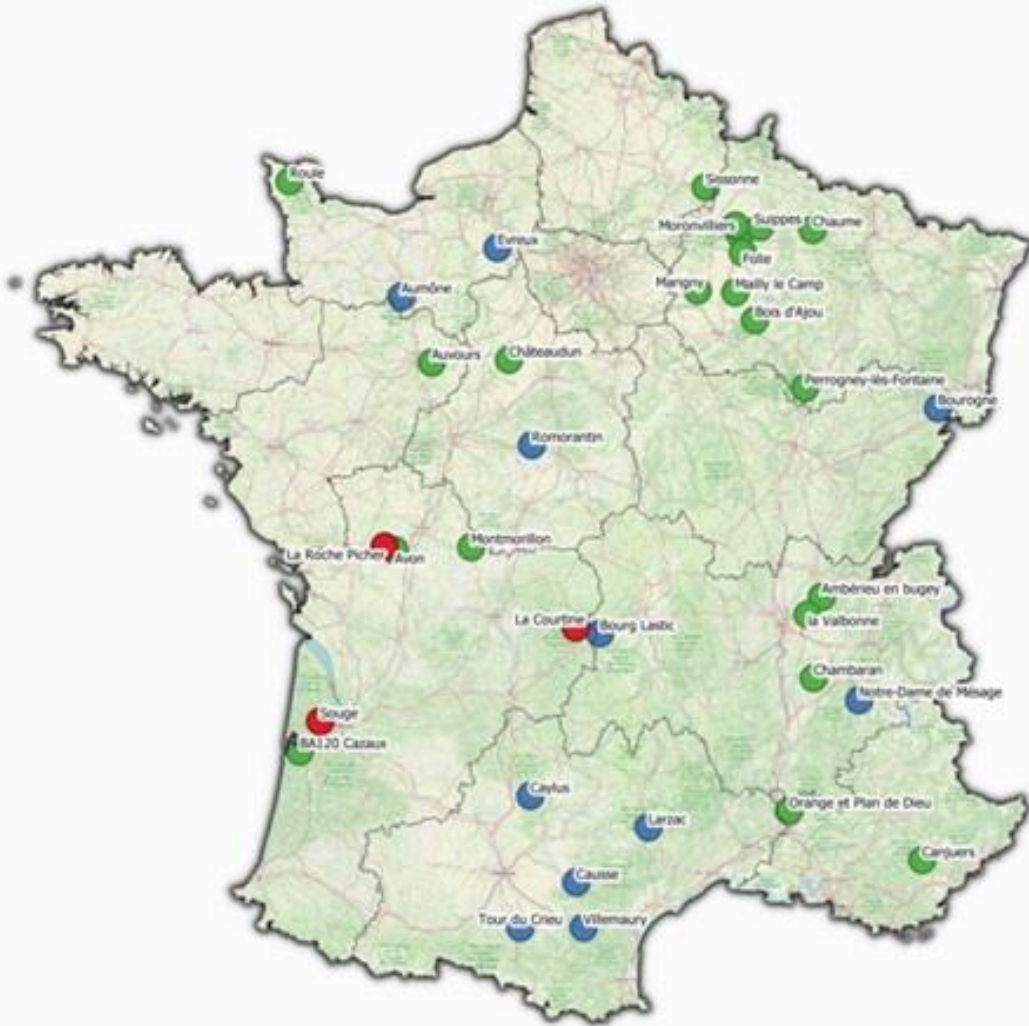 Roule
Sissonne
Suippes
Moronvilliers
Chaume
Evreux
Folie
Marigny
Mailly le Camp
Aumône
Bois d'Ajou
Auvours
Châteaudun
Perrogney-lès-Fontaine
Bourogne
Romorantin
Montmorillon
La Roche Picher
Avon
Ambérieu en bugey
la Valbonne
La Courtine
Bourg Lastic
Chambaran
Notre-Dame de Mésage
Souge
BA120 Cazaux
Caylus
Orange et Plan de Dieu
Larzac
Canjuers
Causse
Tour du Crieu
Villemaury